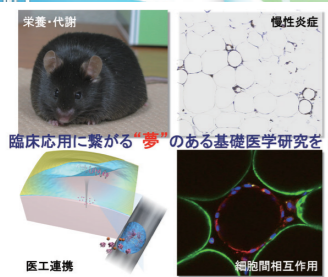 栄養・代謝
慢性炎症
臨床応用に繋がる“夢”のある基礎医学研究を
医工連携
細胞間相互作用